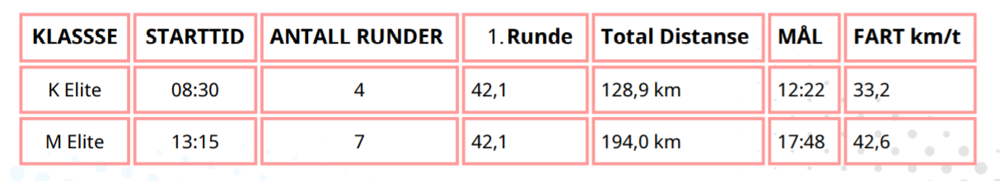 KLASSSE STARTTID ANTALL RUNDER 1. Runde Total Distanse MÅL FART km/t
K Elite 08:30 4 42,1 128,9 km 12:22 33,2
M Elite 13:15 7 42,1 194,0 km 17:48 42,6